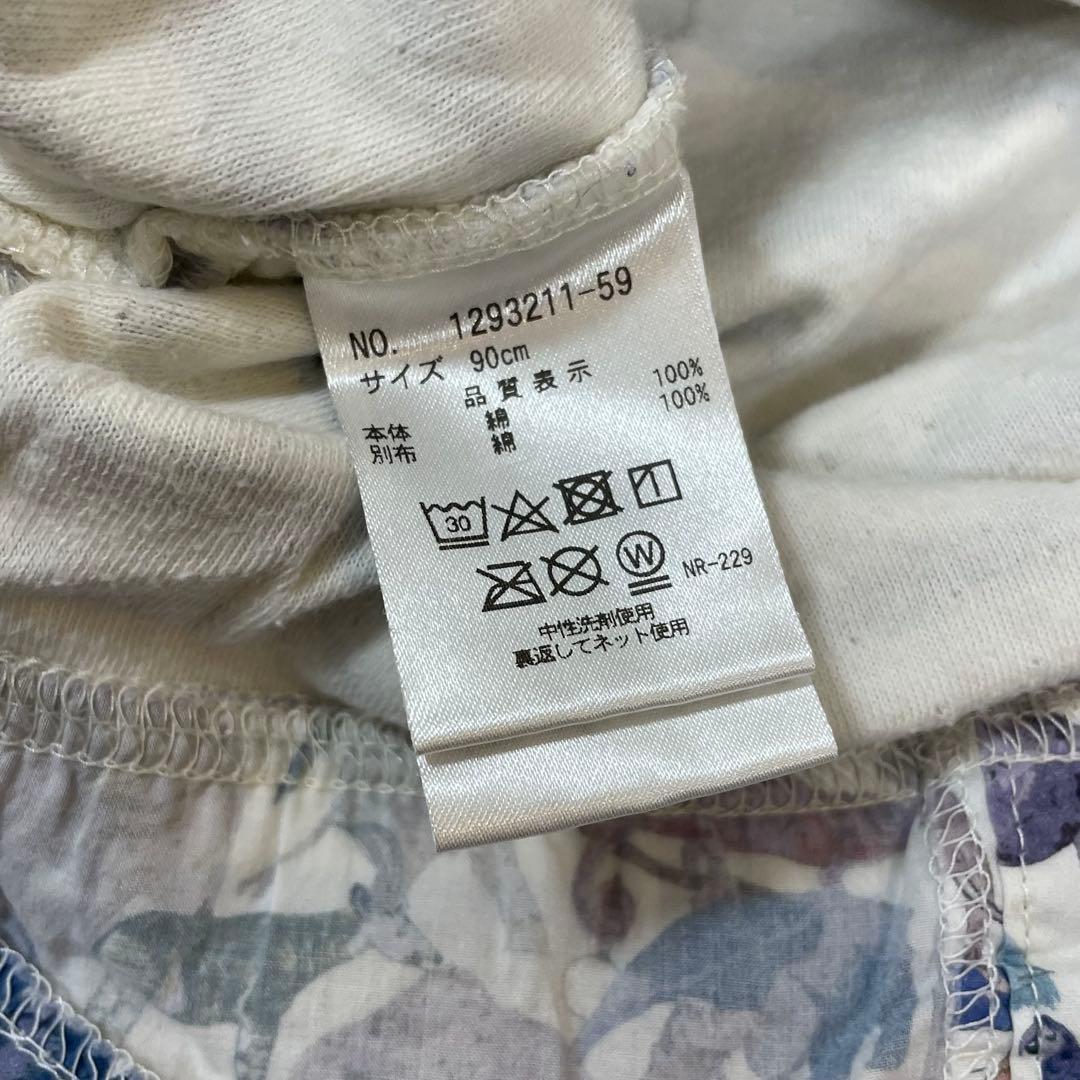 NO. 1293211-59
サイズ 90cm
品質表示
本体 綿 100%
別布 綿 100%
30
W NR-229
中性洗剤使用
裏返してネット使用